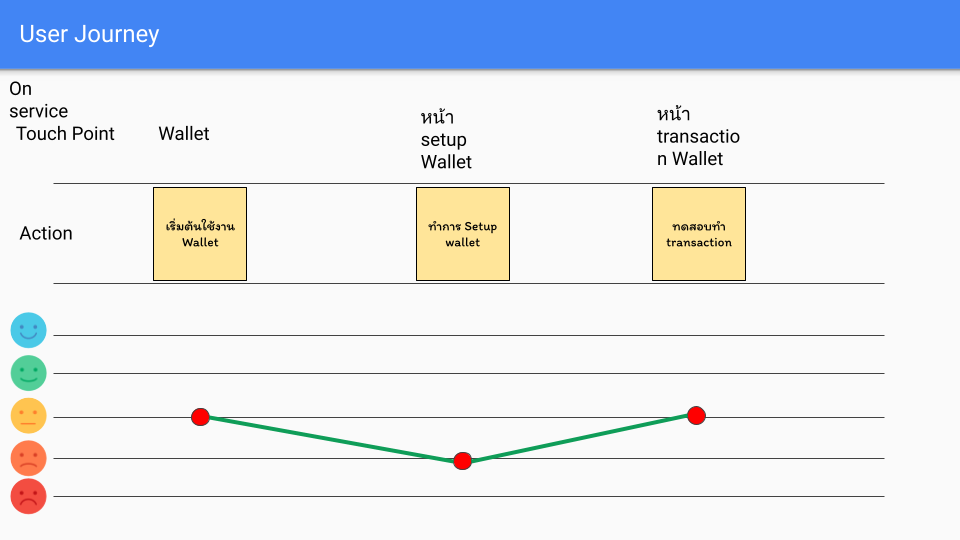 User Journey
On
service
Touch Point
Wallet
หน้า
setup
Wallet
หน้า
transactio
n Wallet
Action
เริ่มต้นใช้งาน
Wallet
ทำการ Setup
wallet
ทดสอบทำ
transaction